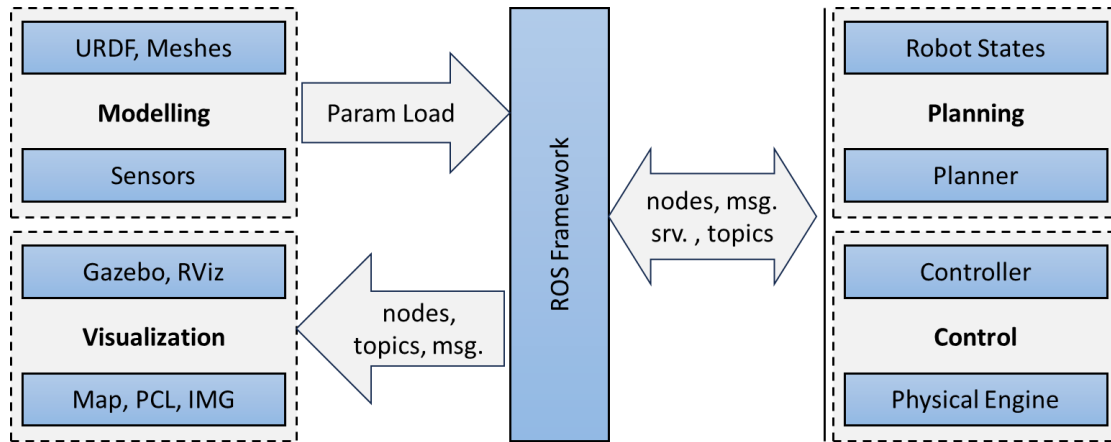 URDF, Meshes
Modelling
Sensors
Param Load
Gazebo, RViz
Visualization
Map, PCL, IMG
nodes,
topics, msg.
ROS Framework
nodes, msg.
srv. , topics
Robot States
Planning
Planner
Controller
Control
Physical Engine